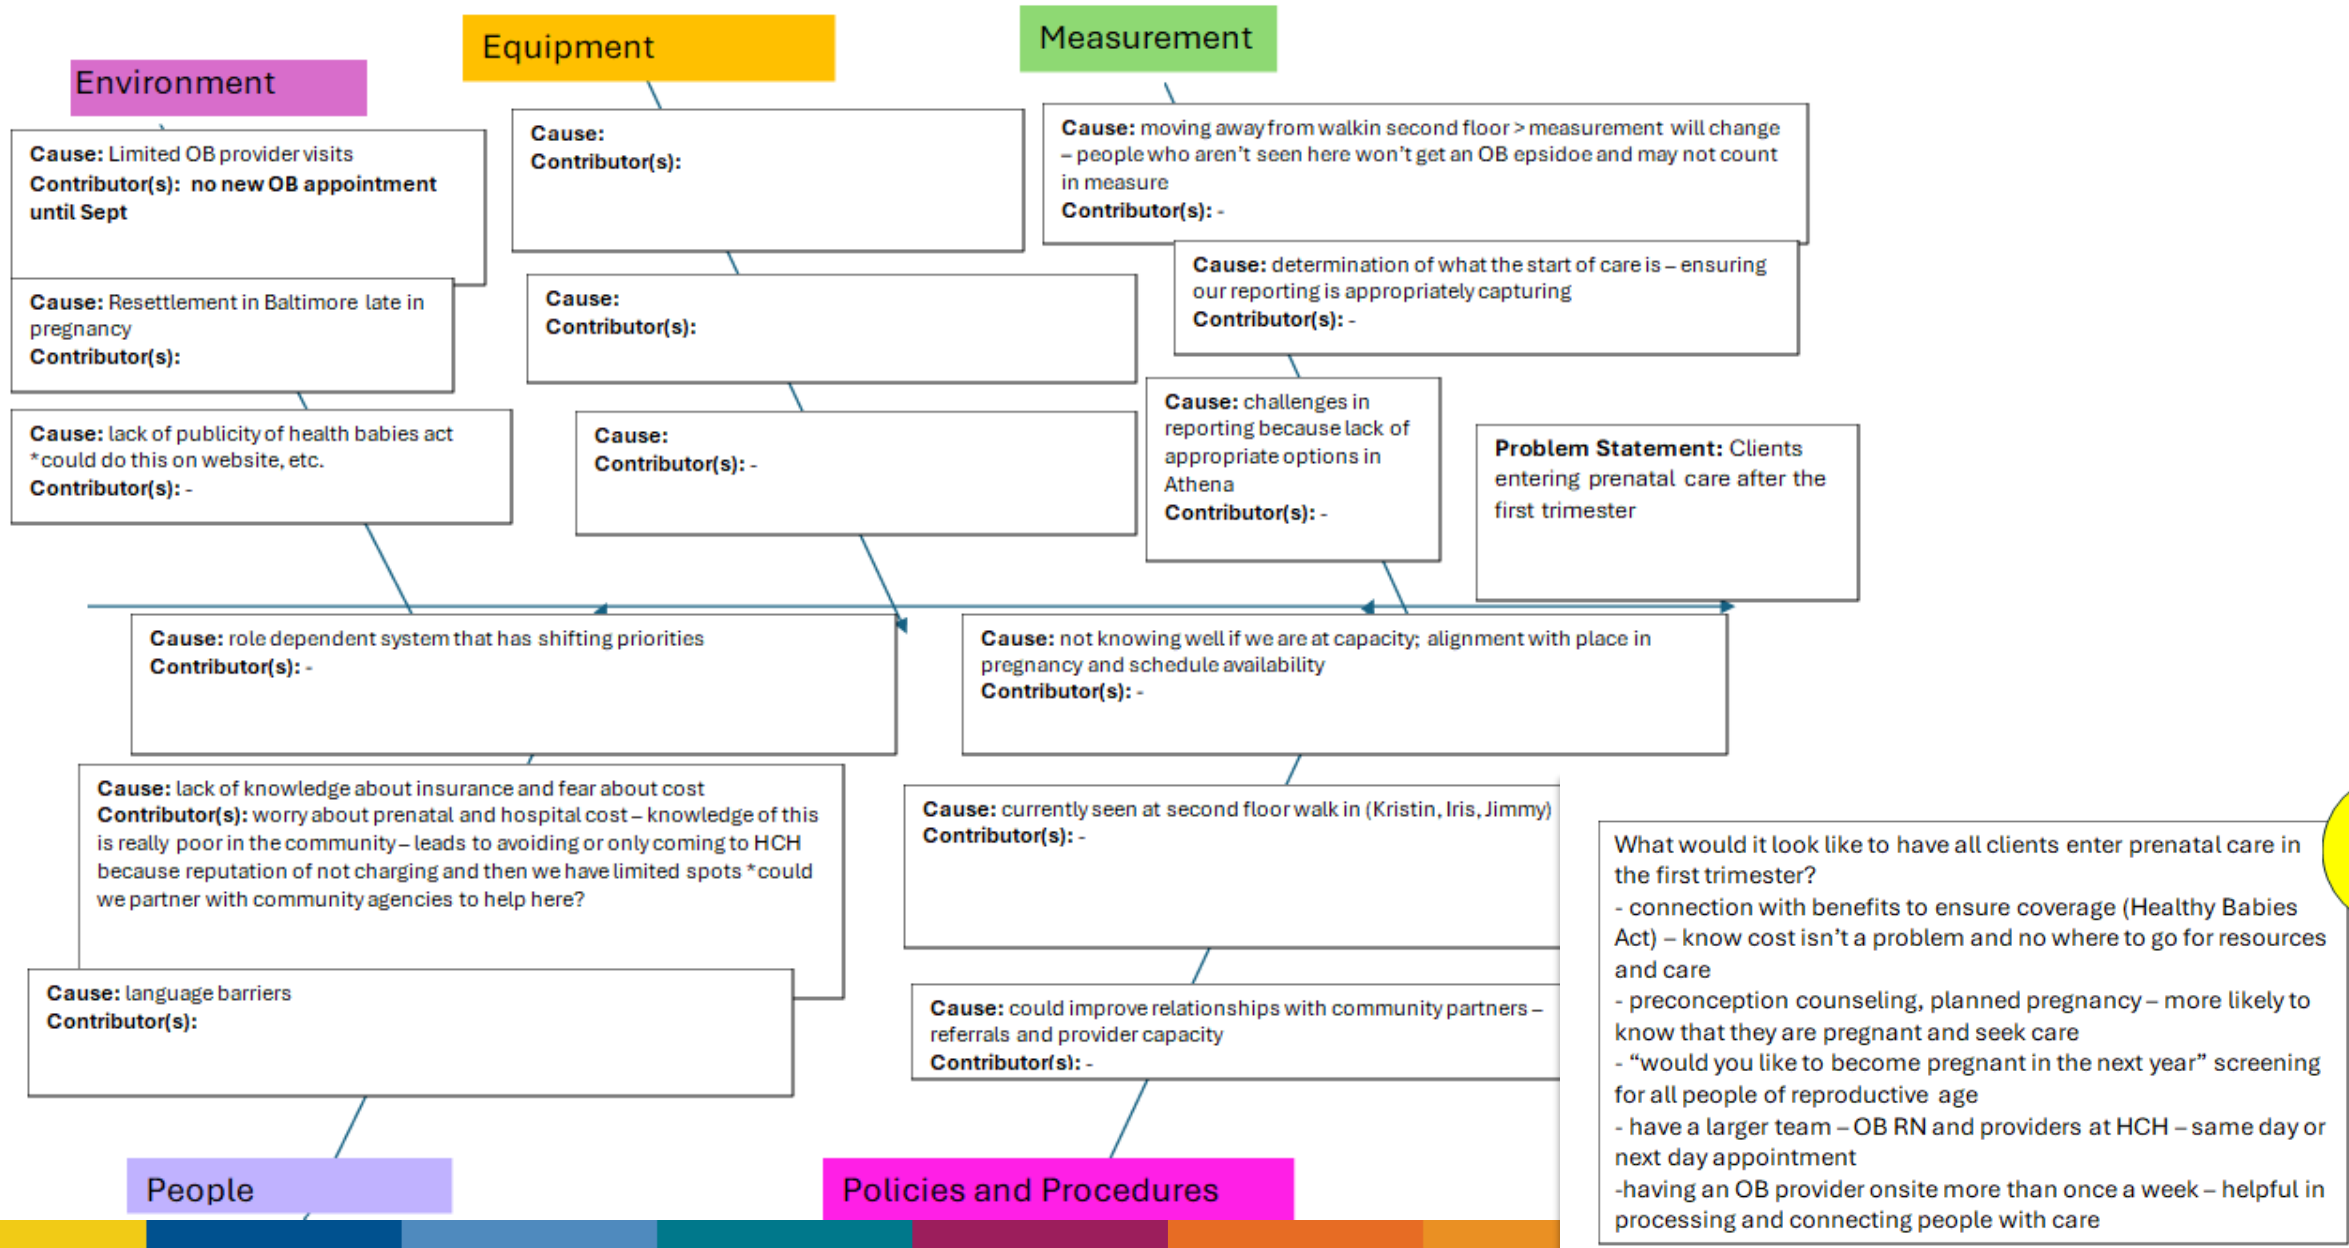 Environment
Cause: Limited OB provider visits
Contributor(s): no new OB appointment
until Sept
Cause: Resettlement in Baltimore late in
pregnancy
Contributor(s):
Cause: lack of publicity of health babies act
*could do this on website, etc.
Contributor(s): -
Equipment
Cause:
Contributor(s):
Cause:
Contributor(s):
Cause:
Contributor(s): -
Measurement
Cause: moving away from walkin second floor > measurement will change
– people who aren't seen here won't get an OB epsidoe and may not count
in measure
Contributor(s): -
Cause: determination of what the start of care is – ensuring
our reporting is appropriately capturing
Contributor(s): -
Cause: challenges in
reporting because lack of
appropriate options in
Athena
Contributor(s): -
Problem Statement: Clients
entering prenatal care after the
first trimester
Cause: role dependent system that has shifting priorities
Contributor(s): -
Cause: lack of knowledge about insurance and fear about cost
Contributor(s): worry about prenatal and hospital cost – knowledge of this
is really poor in the community – leads to avoiding or only coming to HCH
because reputation of not charging and then we have limited spots *could
we partner with community agencies to help here?
Cause: language barriers
Contributor(s):
People
Cause: not knowing well if we are at capacity; alignment with place in
pregnancy and schedule availability
Contributor(s): -
Cause: currently seen at second floor walk in (Kristin, Iris, Jimmy)
Contributor(s): -
Cause: could improve relationships with community partners –
referrals and provider capacity
Contributor(s): -
Policies and Procedures
What would it look like to have all clients enter prenatal care in
the first trimester?
- connection with benefits to ensure coverage (Healthy Babies
Act) – know cost isn't a problem and no where to go for resources
and care
- preconception counseling, planned pregnancy – more likely to
know that they are pregnant and seek care
- "would you like to become pregnant in the next year" screening
for all people of reproductive age
- have a larger team – OB RN and providers at HCH – same day or
next day appointment
-having an OB provider onsite more than once a week – helpful in
processing and connecting people with care